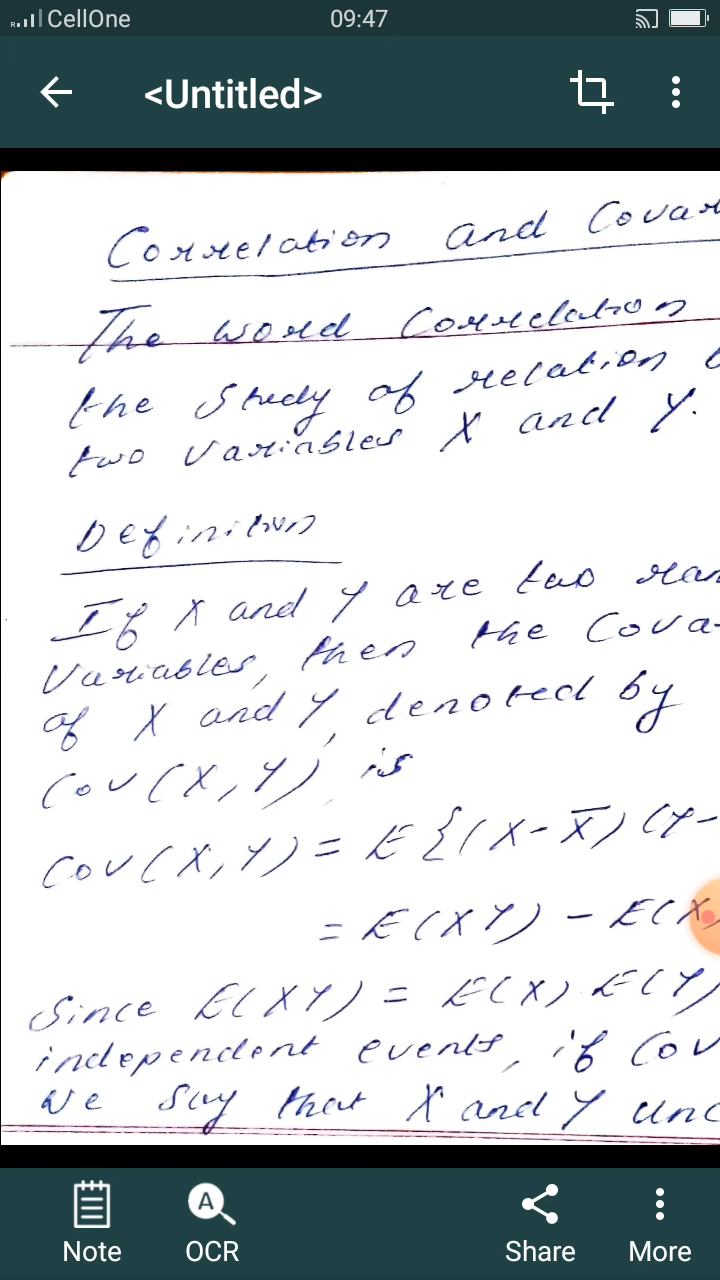 CellOne 09:47
<Untitled>
Correlation and Covar
The word Correlation
the study of relation b
two variables X and Y.
Definition
If X and Y are two ran
Variables, then the Cova-
of X and Y, denoted by
Cov(X,Y) is
Cov(X,Y) = E{(X-X̅)(Y-
= E(XY) - E(X)
Since E(XY) = E(X) E(Y)
independent events, if Cov
We say that X and Y unc
Note OCR Share More